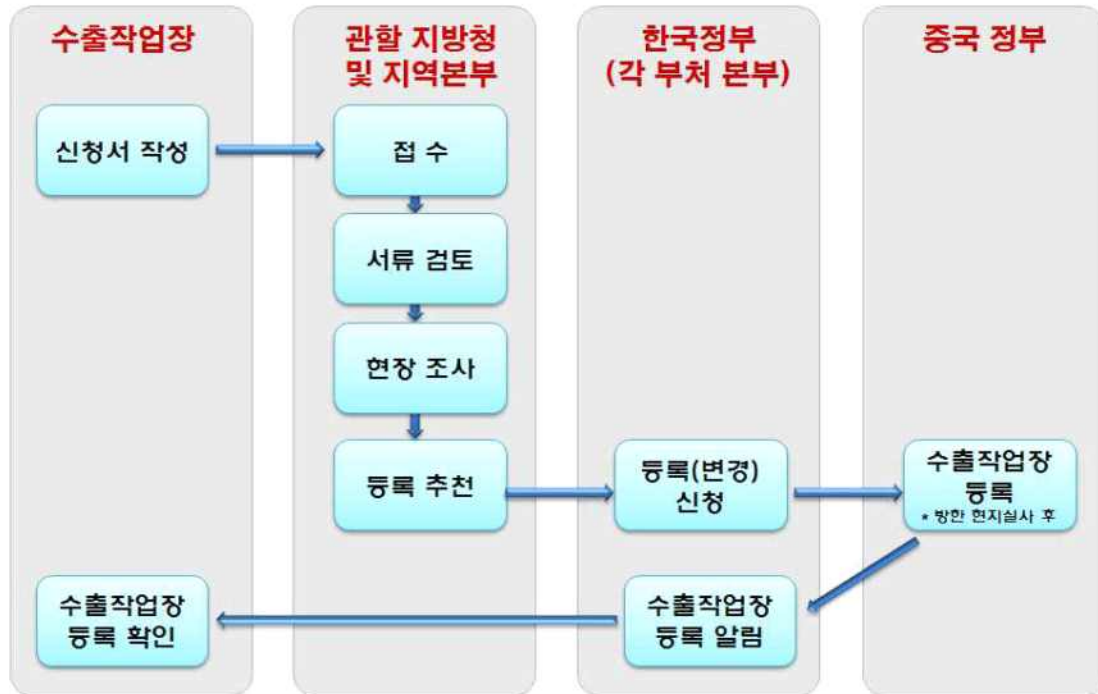 수출작업장
관할 지방청
및 지역본부
한국정부
(각 부처 본부)
중국 정부
신청서 작성
접 수
서류 검토
현장 조사
등록 추천
등록(변경)
신청
수출작업장
등록
* 방한 현지실사 후
수출작업장
등록 알림
수출작업장
등록 확인